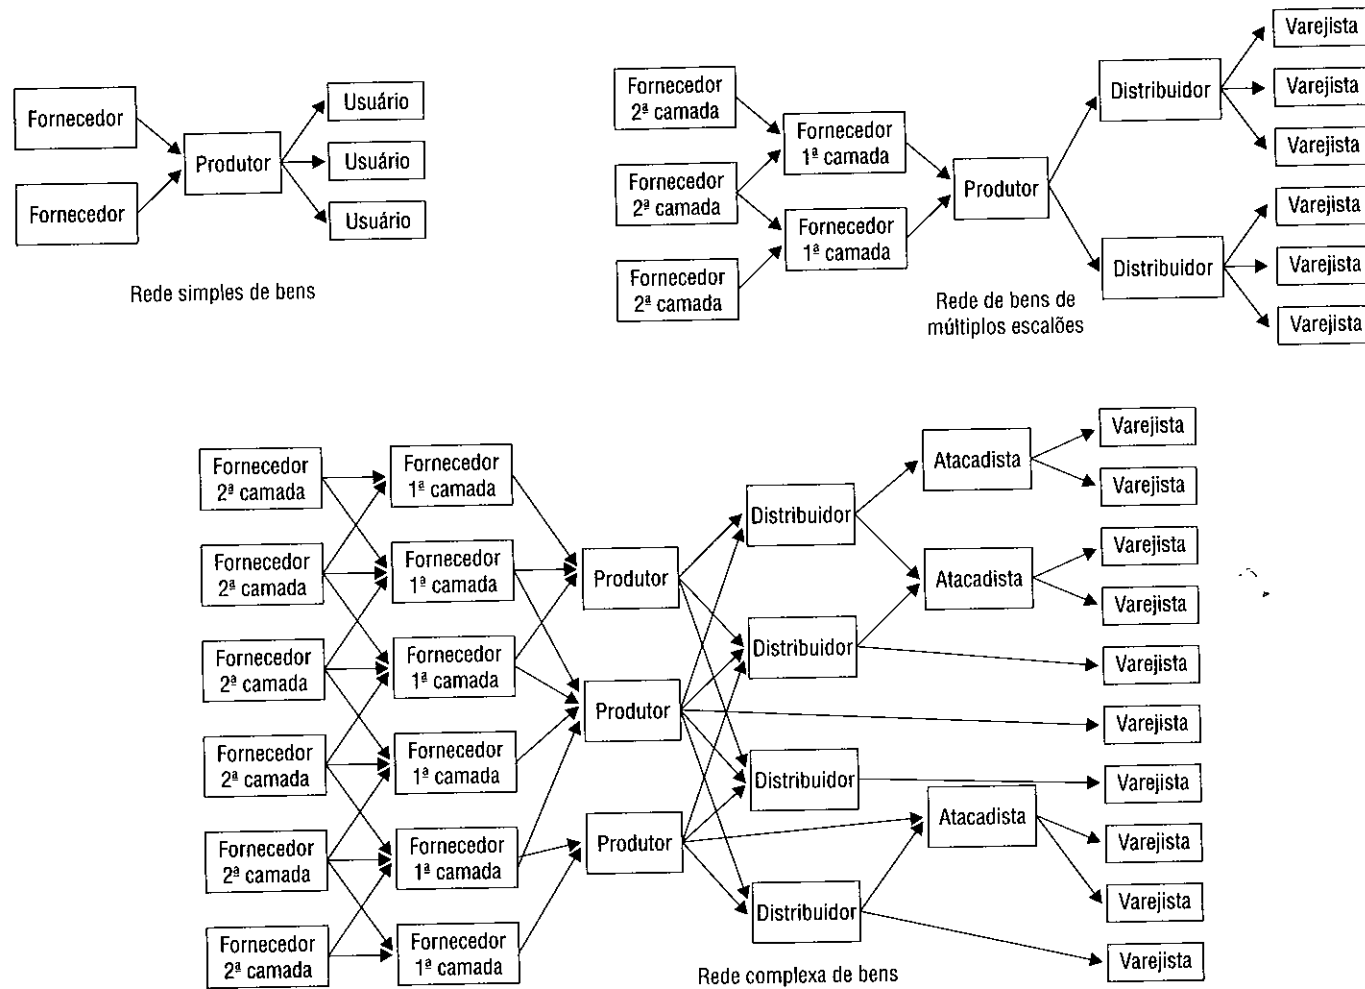 Fornecedor
Fornecedor
Produtor
Usuário
Usuário
Usuário
Rede simples de bens
Fornecedor
2ª camada
Fornecedor
2ª camada
Fornecedor
2ª camada
Fornecedor
1ª camada
Fornecedor
1ª camada
Produtor
Distribuidor
Distribuidor
Varejista
Varejista
Varejista
Varejista
Varejista
Varejista
Rede de bens de
múltiplos escalões
Fornecedor
2ª camada
Fornecedor
2ª camada
Fornecedor
2ª camada
Fornecedor
2ª camada
Fornecedor
2ª camada
Fornecedor
2ª camada
Fornecedor
1ª camada
Fornecedor
1ª camada
Fornecedor
1ª camada
Fornecedor
1ª camada
Fornecedor
1ª camada
Fornecedor
1ª camada
Produtor
Produtor
Produtor
Distribuidor
Distribuidor
Distribuidor
Distribuidor
Atacadista
Atacadista
Atacadista
Varejista
Varejista
Varejista
Varejista
Varejista
Varejista
Varejista
Varejista
Varejista
Varejista
Rede complexa de bens